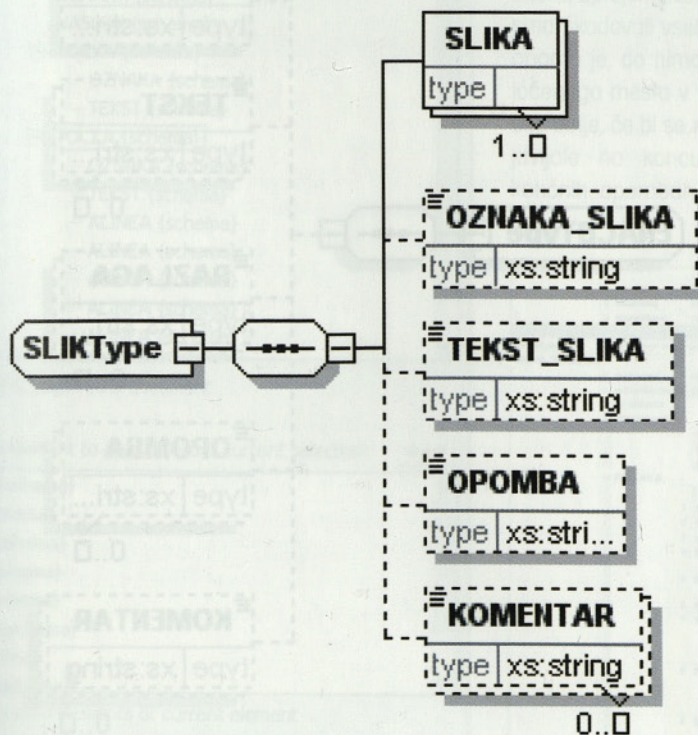 SLIKA
type
1..□
OZNAKA_SLIKA
type xs:string
TEKST_SLIKA
type xs:string
SLIKType
OPOMBA
type xs:stri...
KOMENTAR
type xs:string
0..□